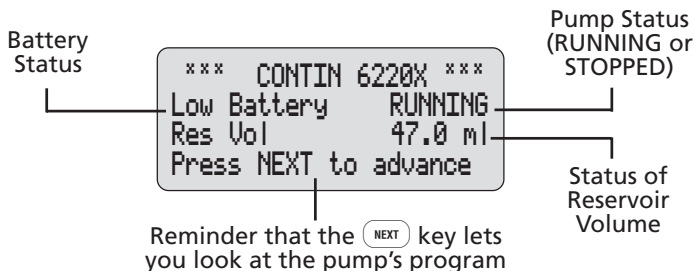 Battery
Status
Pump Status
(RUNNING or
STOPPED)
*** CONTIN 6220X ***
Low Battery RUNNING
Res Vol 47.0 ml
Press NEXT to advance
Status of
Reservoir
Volume
Reminder that the NEXT key lets
you look at the pump's program